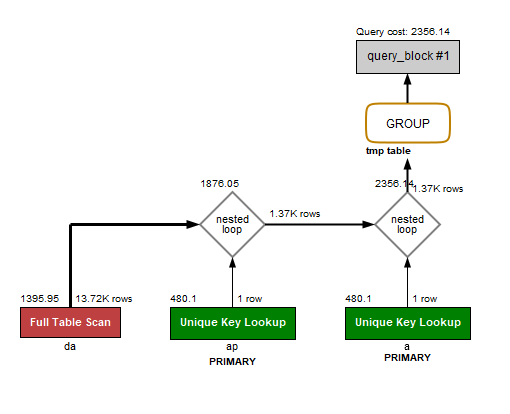 Query cost: 2356.14
query_block #1
GROUP
tmp table
1876.05
2356.14
1.37K rows
nested
loop
1.37K rows
nested
loop
1395.95
13.72K rows
480.1
1 row
480.1
1 row
Full Table Scan
Unique Key Lookup
Unique Key Lookup
da
ap
a
PRIMARY
PRIMARY